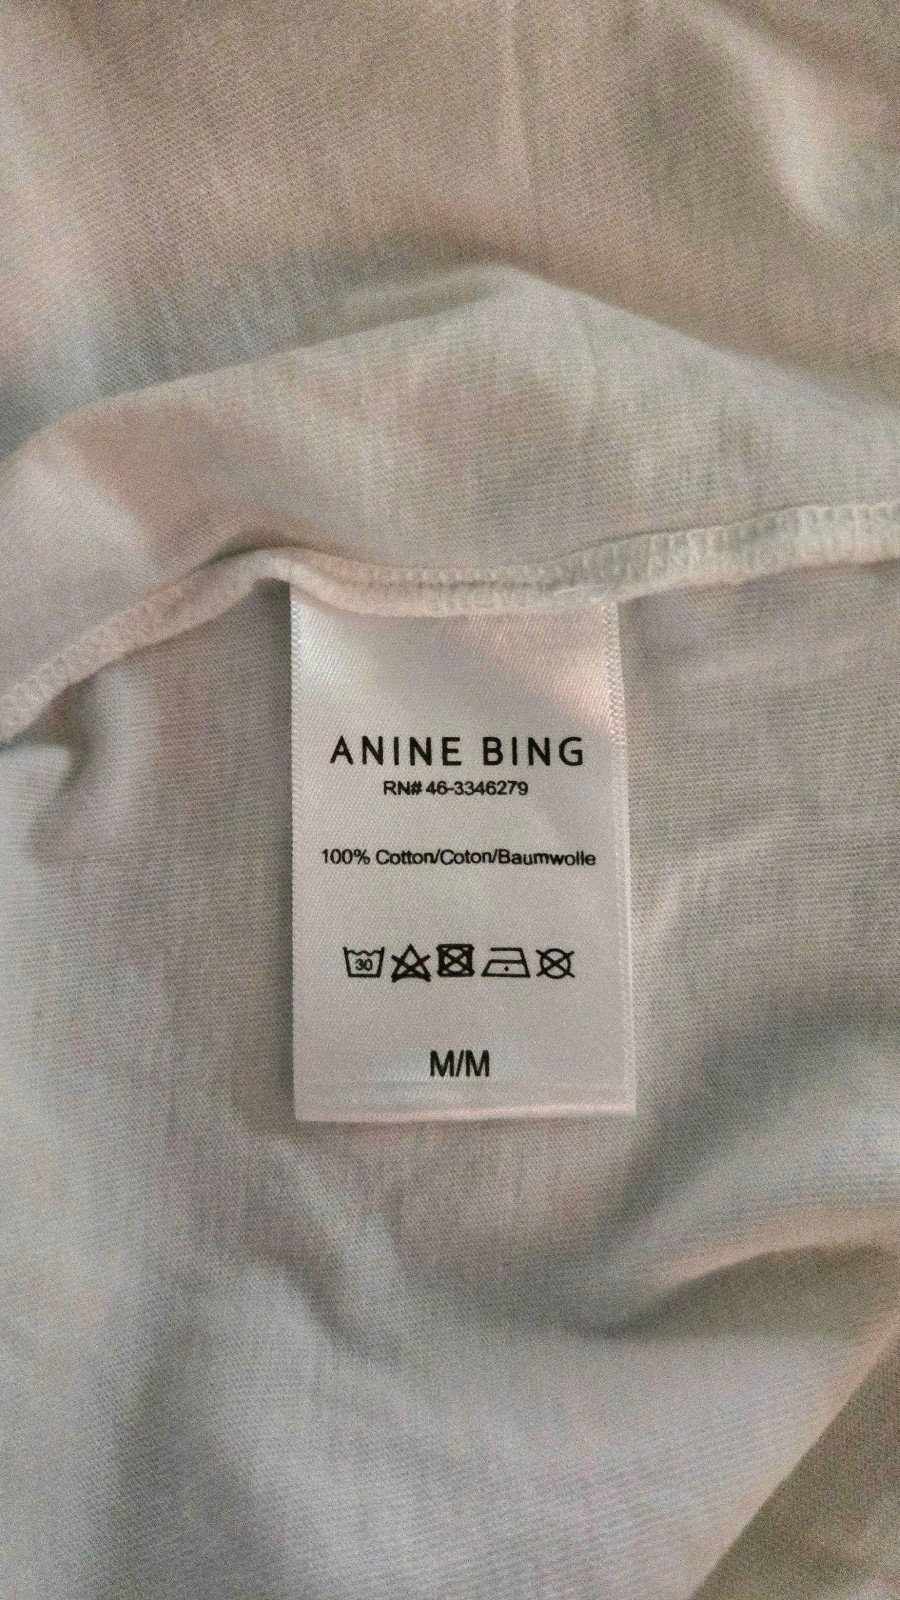 ANINE BING
RN# 46-3346279
100% Cotton/Coton/Baumwolle
30
M/M